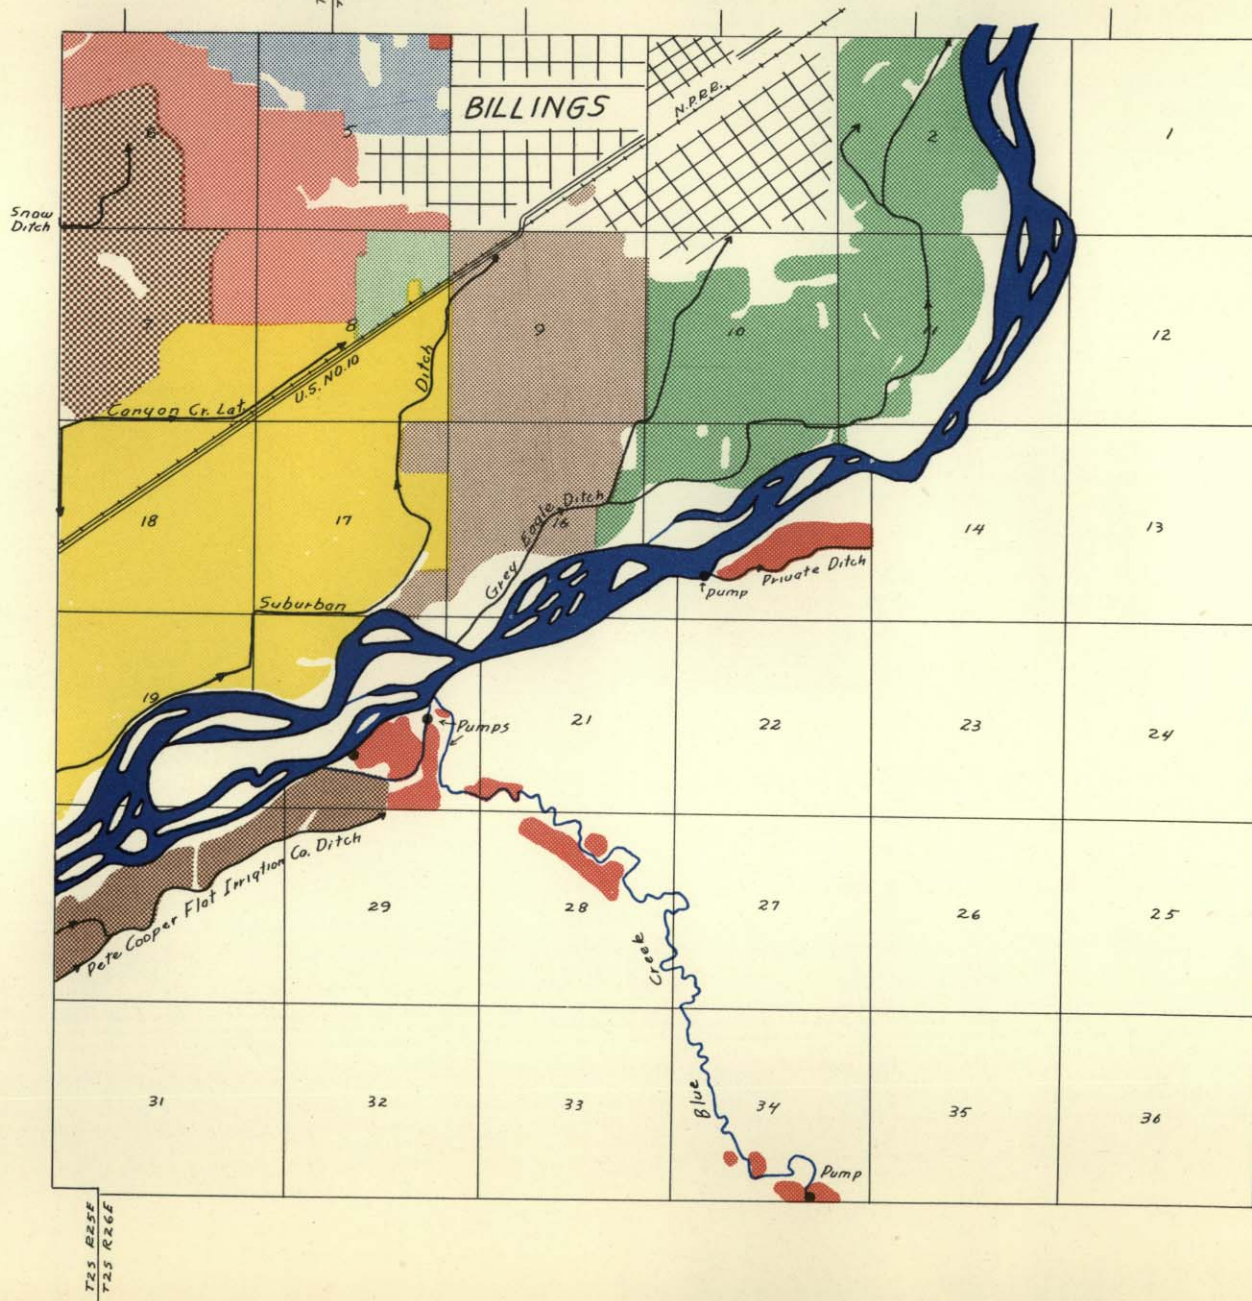 BILLINGS
N.P.R.R.
6
5
2
1
Snow
Ditch
7
8
9
10
11
12
U.S. NO. 10
Ditch
Canyon Cr. Lat.
18
17
Grey Eagle Ditch
16
14
13
Private Ditch
Pump
Suburban
19
Pumps
21
22
23
24
Pete Cooper Flat Irrigtion Co. Ditch
29
28
27
26
25
Blue Creek
31
32
33
34
35
36
Pump
T2S R25E
T2S R26E